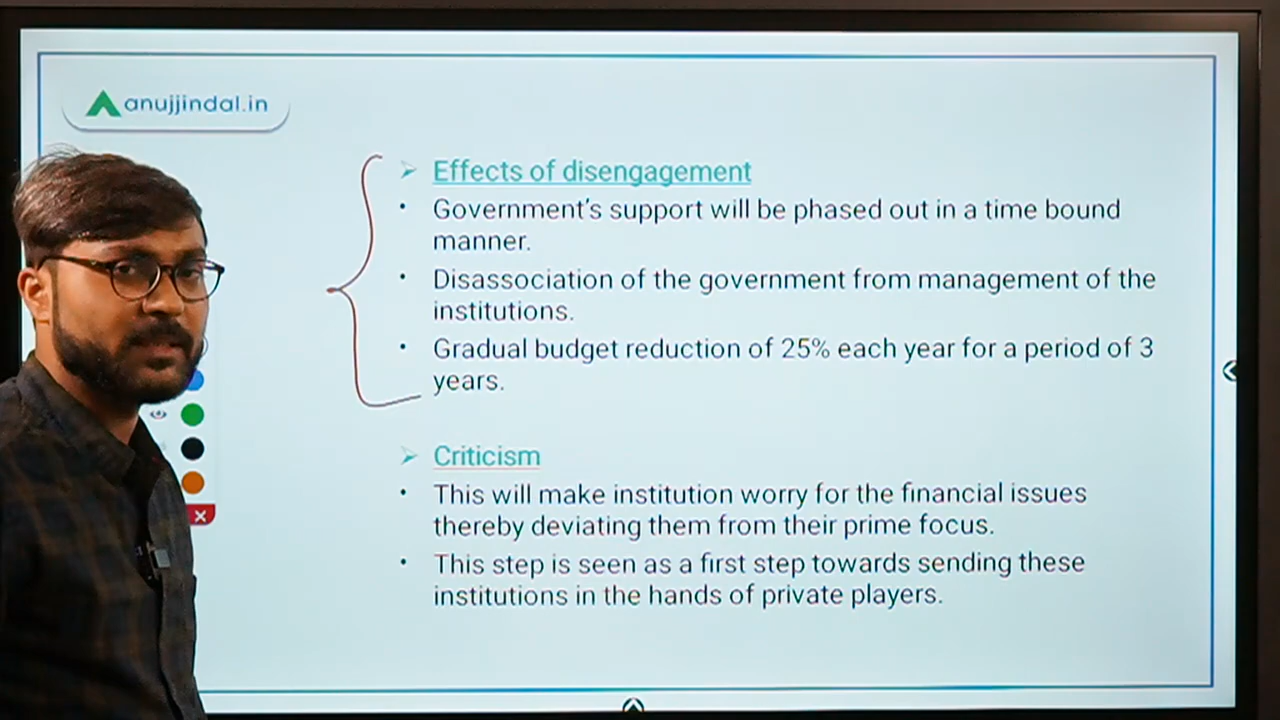 anujjindal.in
Effects of disengagement
Government's support will be phased out in a time bound
manner.
Disassociation of the government from management of the
institutions.
Gradual budget reduction of 25% each year for a period of 3
years.
Criticism
This will make institution worry for the financial issues
thereby deviating them from their prime focus.
This step is seen as a first step towards sending these
institutions in the hands of private players.